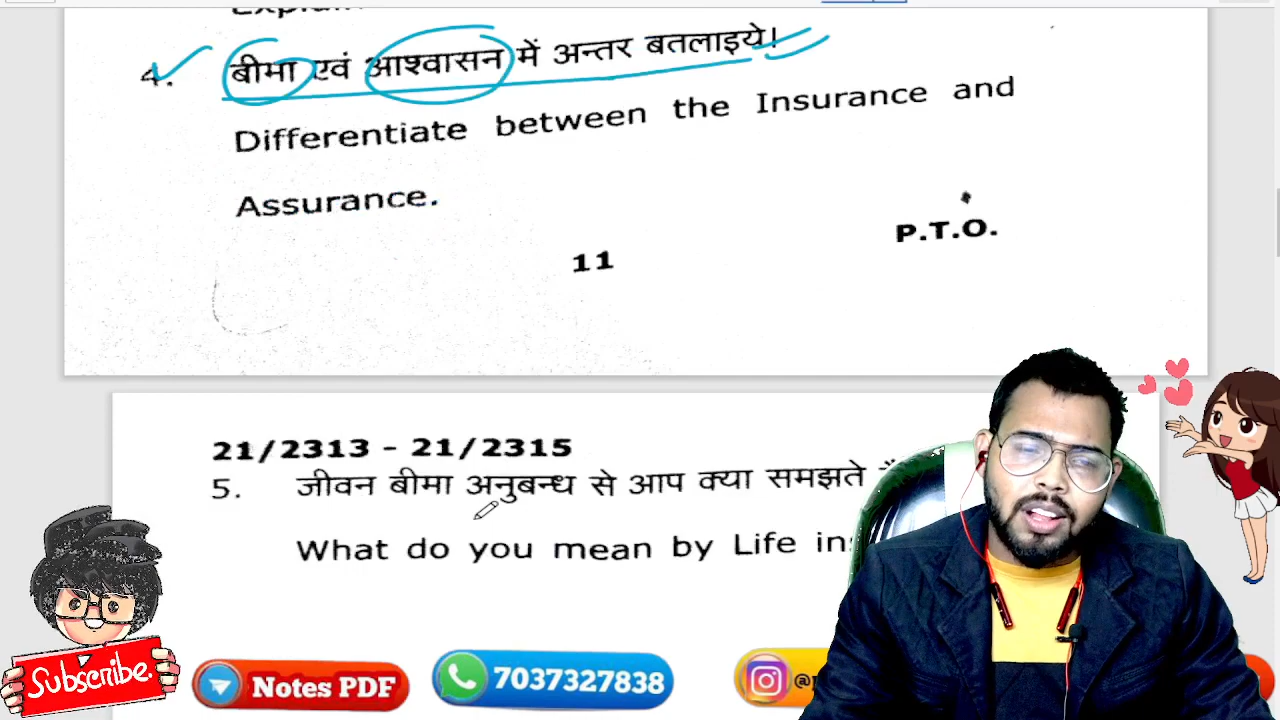 4. बीमा एवं आश्वासन में अन्तर बतलाइये।
Differentiate between the Insurance and
Assurance.
P.T.O.
11
21/2313 - 21/2315
5. जीवन बीमा अनुबन्ध से आप क्या समझते
What do you mean by Life
Subscribe
Notes PDF
7037327838